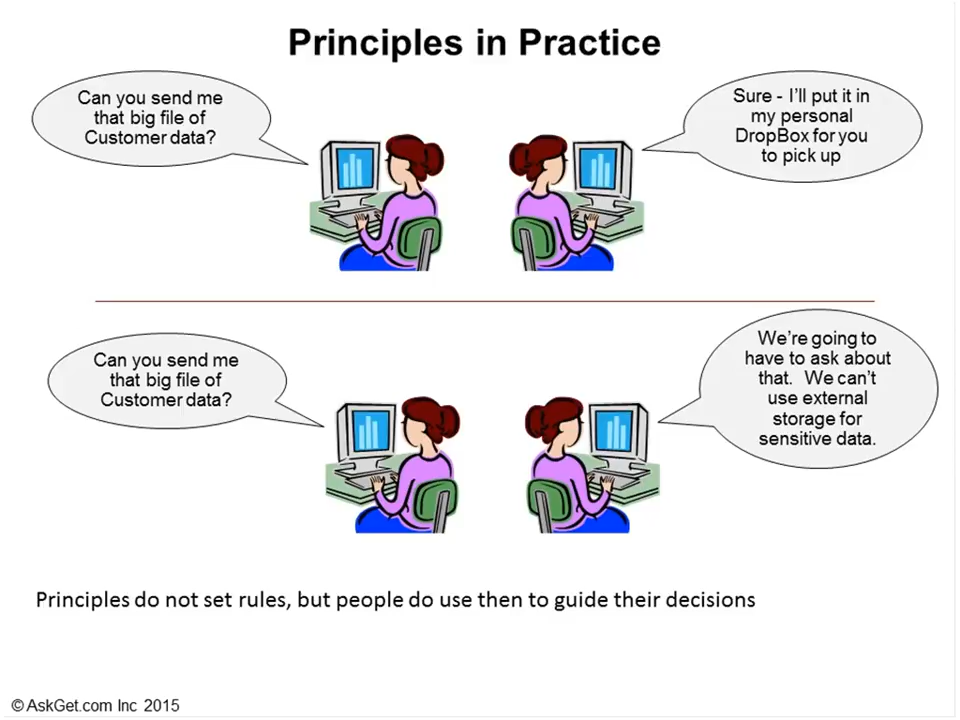 Principles in Practice
Can you send me
that big file of
Customer data?
Sure - I'll put it in
my personal
DropBox for you
to pick up
Can you send me
that big file of
Customer data?
We're going to
have to ask about
that. We can't
use external
storage for
sensitive data.
Principles do not set rules, but people do use then to guide their decisions
© AskGet.com Inc 2015